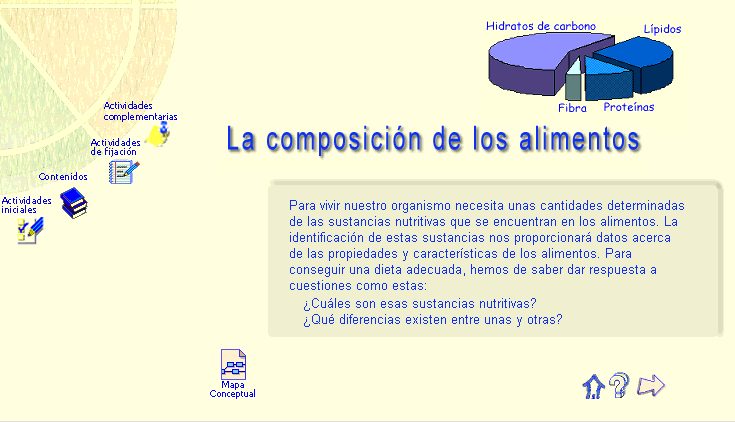 Hidratos de carbono
Lípidos
Fibra
Proteínas
Actividades
complementarias
Actividades
de fijación
Contenidos
Actividades
iniciales
La composición de los alimentos
Para vivir nuestro organismo necesita unas cantidades determinadas
de las sustancias nutritivas que se encuentran en los alimentos. La
identificación de estas sustancias nos proporcionará datos acerca
de las propiedades y características de los alimentos. Para
conseguir una dieta adecuada, hemos de saber dar respuesta a
cuestiones como estas:
¿Cuáles son esas sustancias nutritivas?
¿Qué diferencias existen entre unas y otras?
Mapa
Conceptual